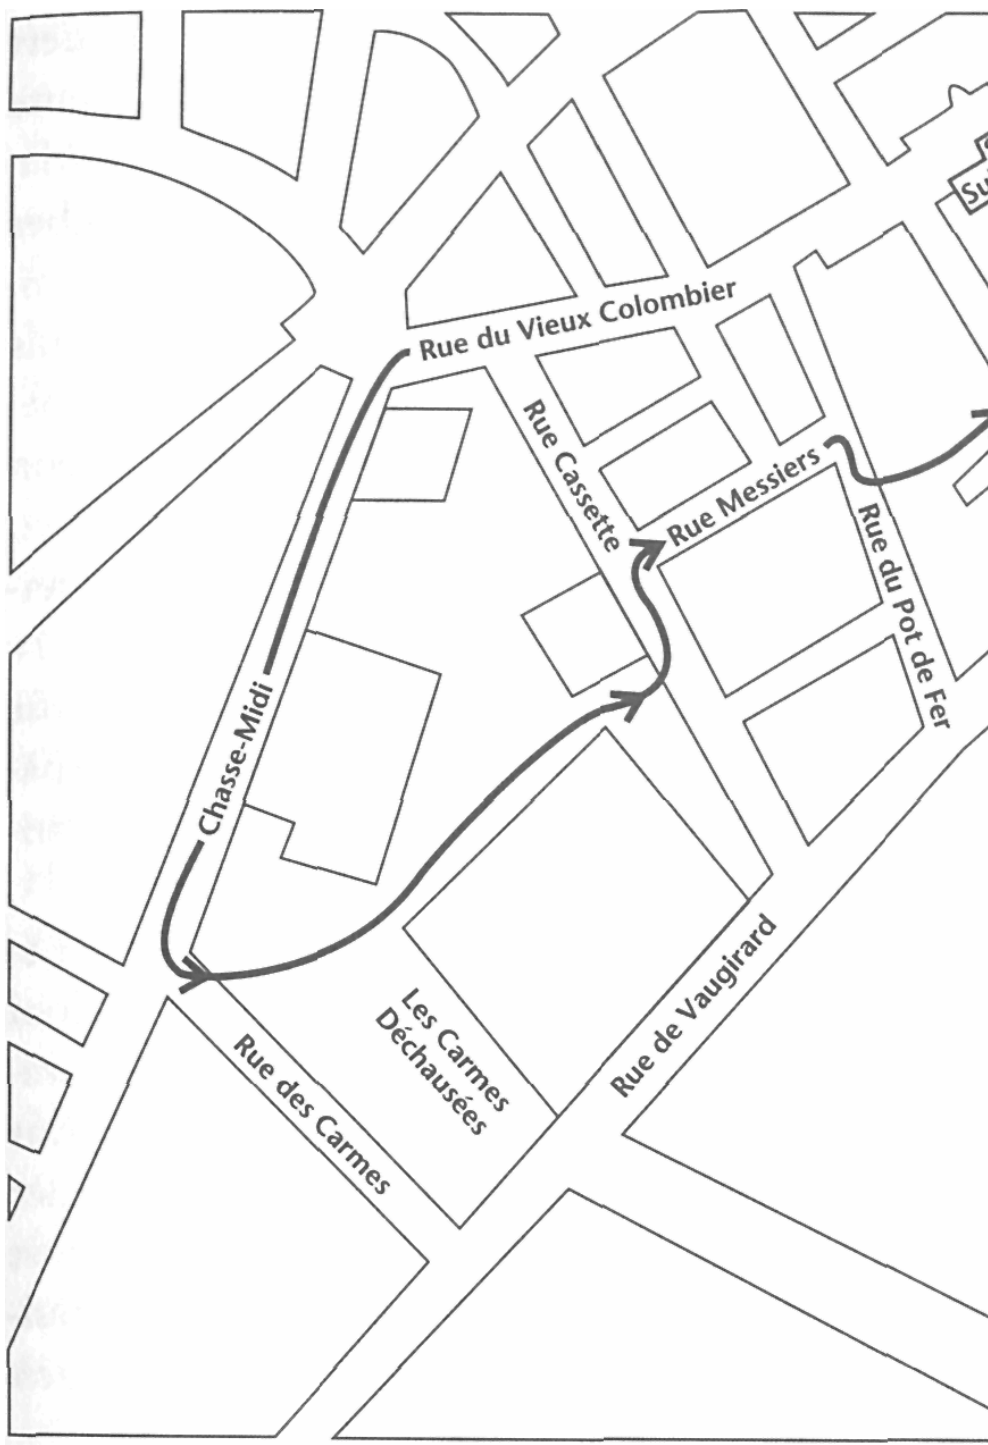 Su
Rue du Vieux Colombier
Rue Cassette
Rue Messiers
Rue du Pot de Fer
Chasse-Midi
Rue de Vaugirard
Les Carmes
Déchausées
Rue des Carmes